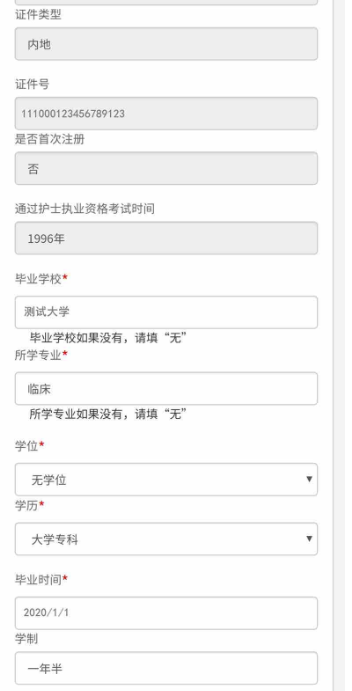 证件类型
内地
证件号
111000123456789123
是否首次注册
否
通过护士执业资格考试时间
1996年
毕业学校*
测试大学
毕业学校如果没有，请填“无”
所学专业*
临床
所学专业如果没有，请填“无”
学位*
无学位
学历*
大学专科
毕业时间*
2020/1/1
学制
一年半